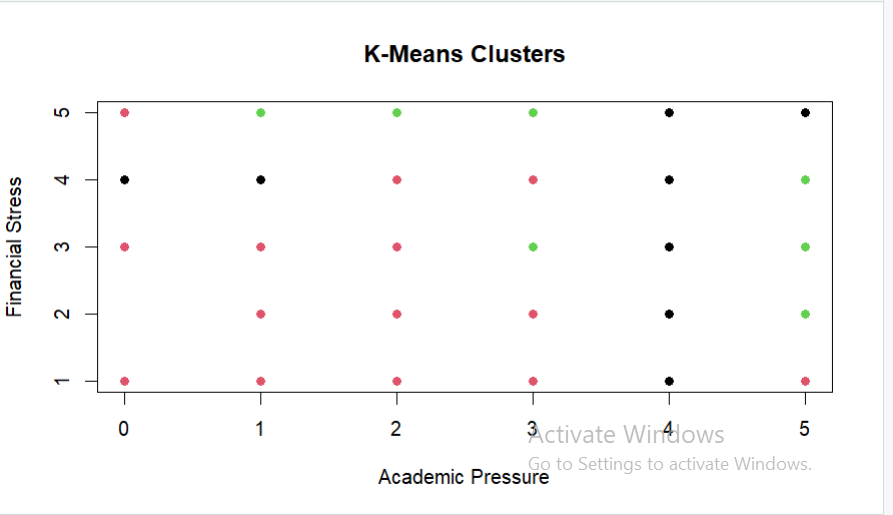 K-Means Clusters
Financial Stress
5
4
3
2
1
0 1 2 3 4 5
Academic Pressure
Activate Windows
Go to Settings to activate Windows.